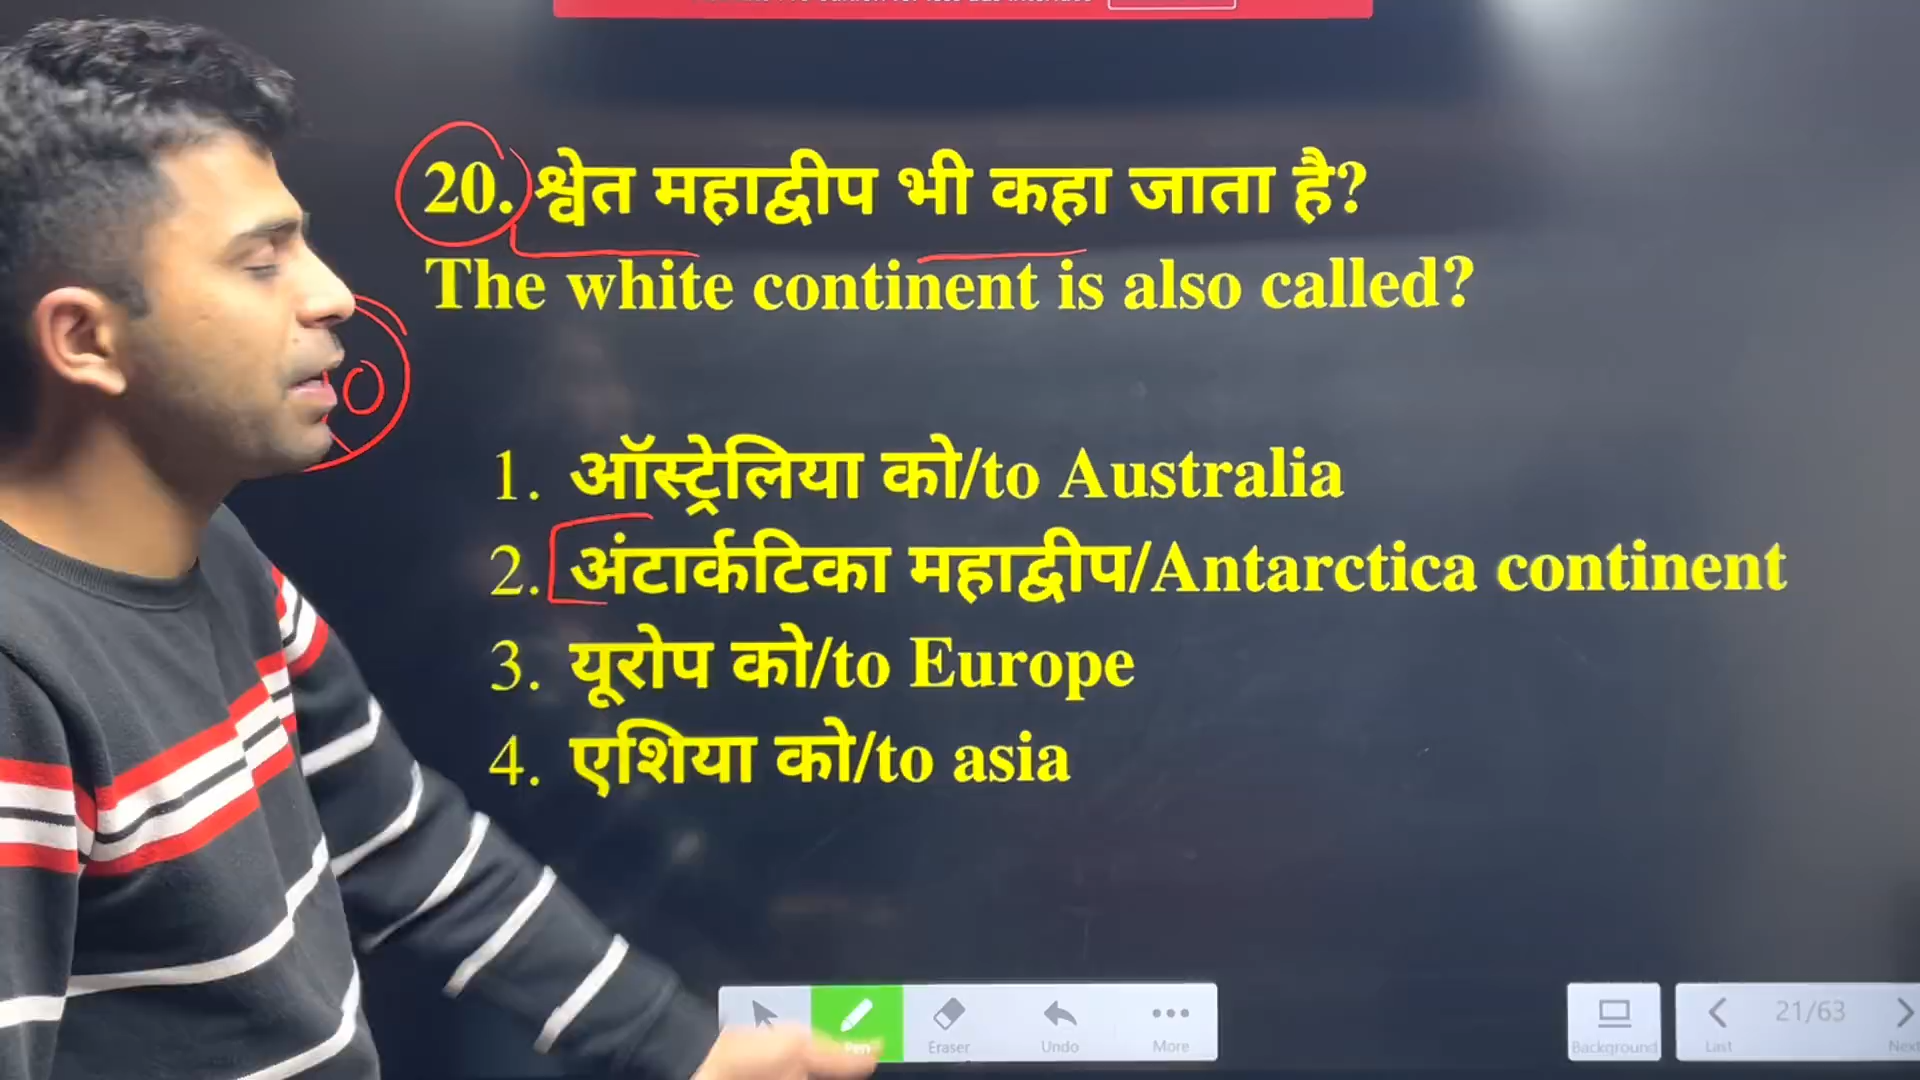 20. श्वेत महाद्वीप भी कहा जाता है?
The white continent is also called?
1. ऑस्ट्रेलिया को/to Australia
2. अंटार्कटिका महाद्वीप/Antarctica continent
3. यूरोप को/to Europe
4. एशिया को/to asia
Pen Eraser Undo More Background Last 21/63 Next